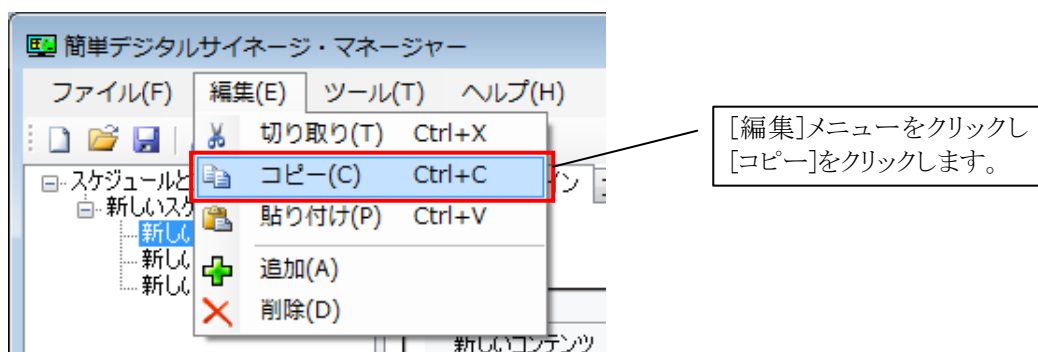 簡単デジタルサイネージ・マネージャー
ファイル(F) 編集(E) ツール(T) ヘルプ(H)
切り取り(T) Ctrl+X
コピー(C) Ctrl+C
貼り付け(P) Ctrl+V
追加(A)
削除(D)
スケジュールと
新しいスケ
新しい
新しい
新しい
ン
新しいコンテンツ
[編集]メニューをクリックし
[コピー]をクリックします。